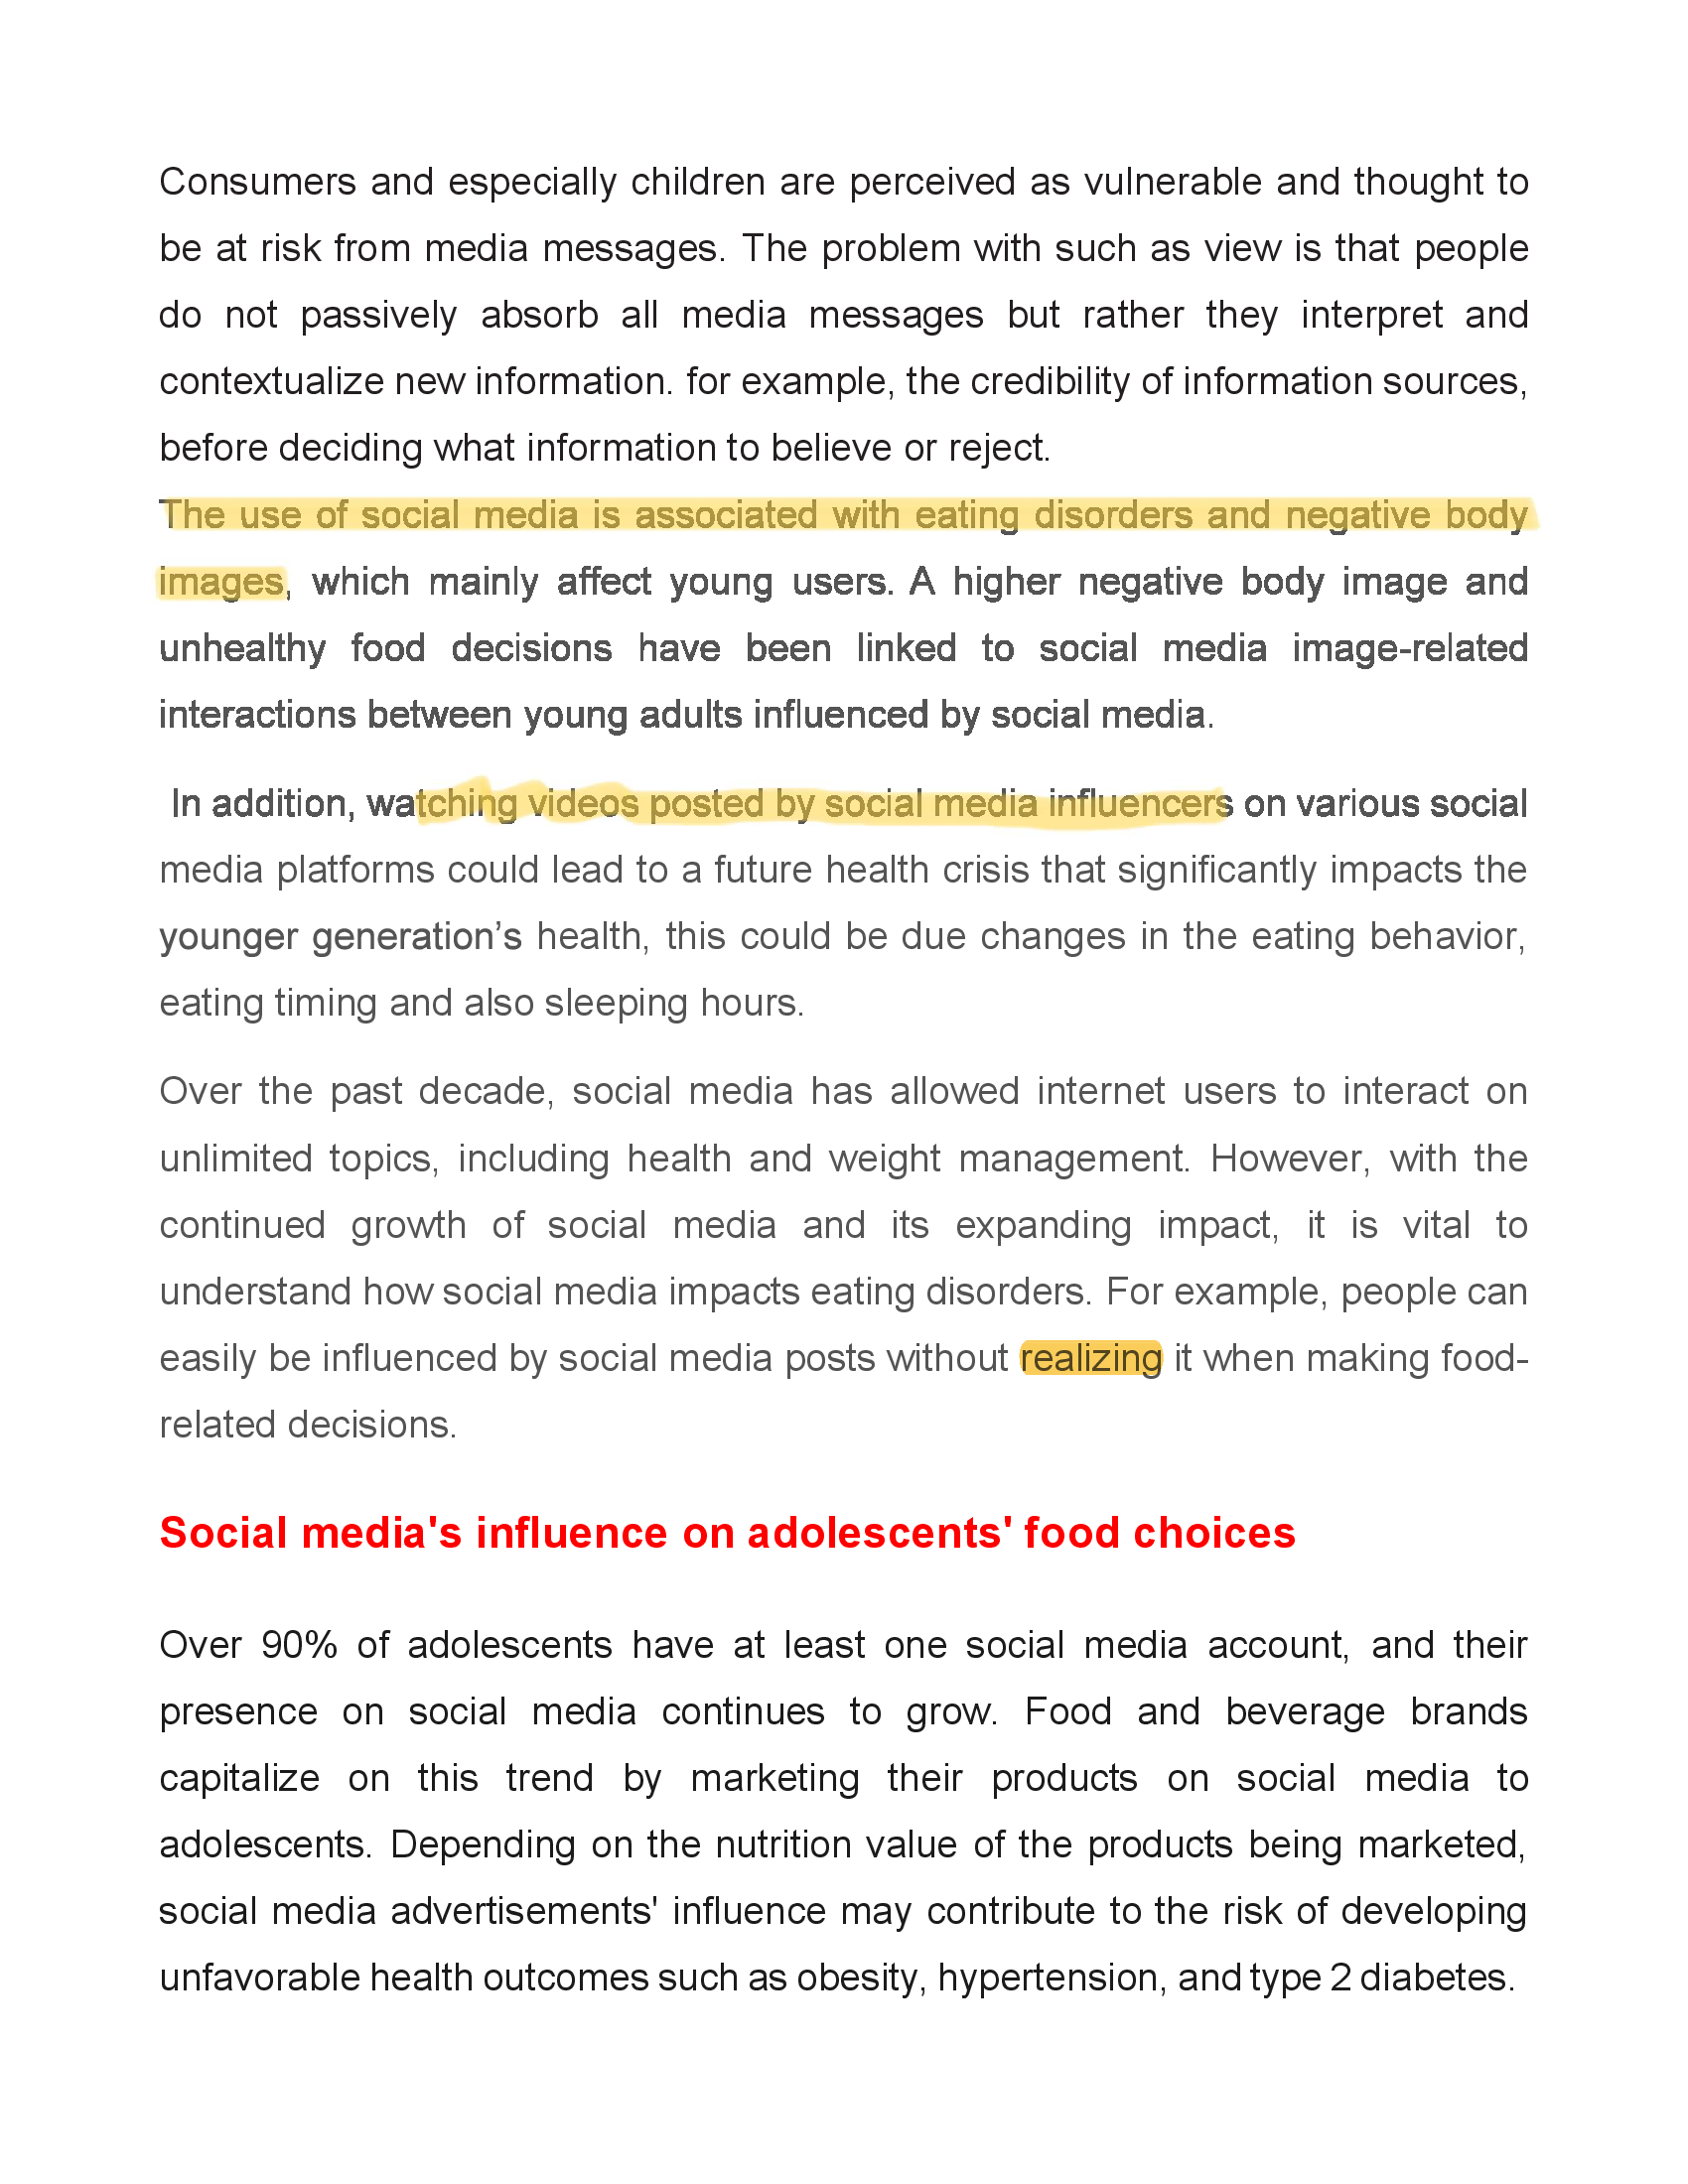 Consumers and especially children are perceived as vulnerable and thought to
be at risk from media messages. The problem with such as view is that people
do not passively absorb all media messages but rather they interpret and
contextualize new information. for example, the credibility of information sources,
before deciding what information to believe or reject.
The use of social media is associated with eating disorders and negative body
images, which mainly affect young users. A higher negative body image and
unhealthy food decisions have been linked to social media image-related
interactions between young adults influenced by social media.
In addition, watching videos posted by social media influencers on various social
media platforms could lead to a future health crisis that significantly impacts the
younger generation’s health, this could be due changes in the eating behavior,
eating timing and also sleeping hours.
Over the past decade, social media has allowed internet users to interact on
unlimited topics, including health and weight management. However, with the
continued growth of social media and its expanding impact, it is vital to
understand how social media impacts eating disorders. For example, people can
easily be influenced by social media posts without realizing it when making food-
related decisions.
Social media's influence on adolescents' food choices
Over 90% of adolescents have at least one social media account, and their
presence on social media continues to grow. Food and beverage brands
capitalize on this trend by marketing their products on social media to
adolescents. Depending on the nutrition value of the products being marketed,
social media advertisements' influence may contribute to the risk of developing
unfavorable health outcomes such as obesity, hypertension, and type 2 diabetes.